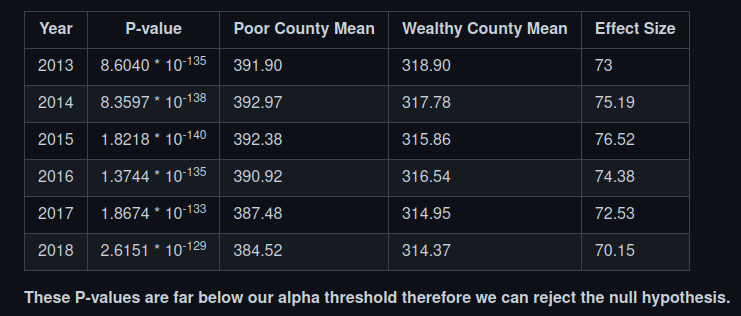 Year P-value Poor County Mean Wealthy County Mean Effect Size
2013 8.6040 * 10-135 391.90 318.90 73
2014 8.3597 * 10-138 392.97 317.78 75.19
2015 1.8218 * 10-140 392.38 315.86 76.52
2016 1.3744 * 10-135 390.92 316.54 74.38
2017 1.8674 * 10-133 387.48 314.95 72.53
2018 2.6151 * 10-129 384.52 314.37 70.15
These P-values are far below our alpha threshold therefore we can reject the null hypothesis.